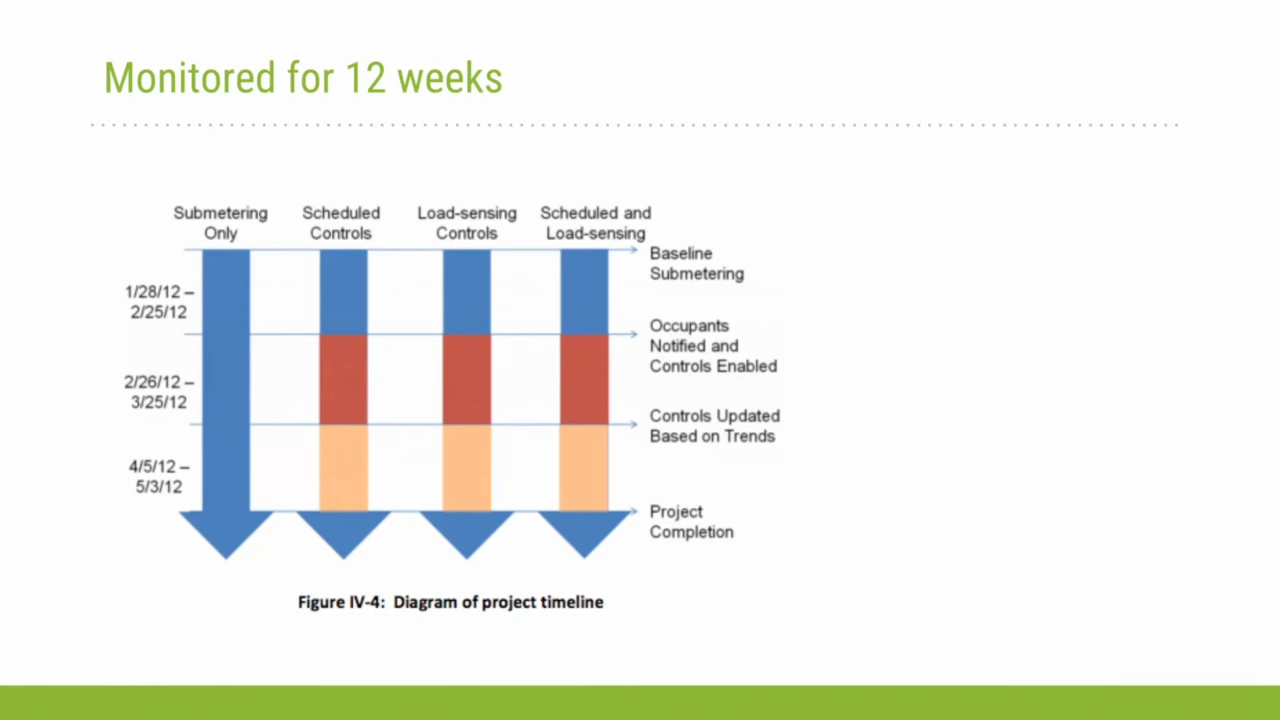 Monitored for 12 weeks
Submetering
Only
Scheduled
Controls
Load-sensing
Controls
Scheduled and
Load-sensing
Baseline
Submetering
1/28/12 –
2/25/12
Occupants
Notified and
Controls Enabled
2/26/12 –
3/25/12
Controls Updated
Based on Trends
4/5/12 –
5/3/12
Project
Completion
Figure IV-4: Diagram of project timeline